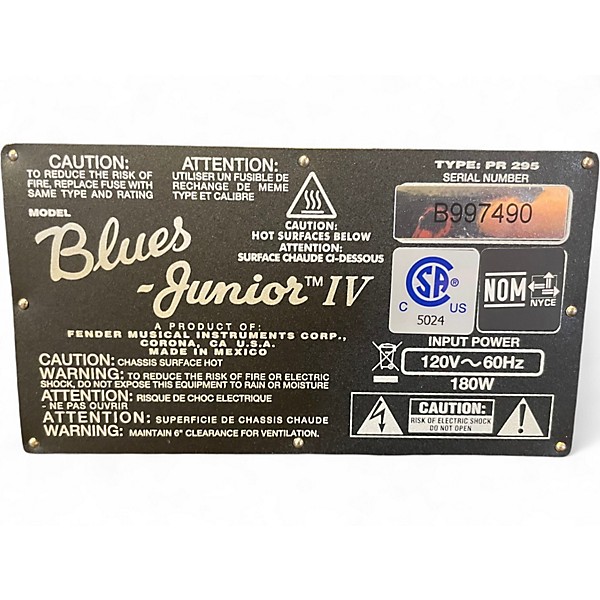 CAUTION:
TO REDUCE THE RISK OF
FIRE, REPLACE FUSE WITH
SAME TYPE AND RATING
ATTENTION:
UTILISER UN FUSIBLE DE
RECHANGE DE MEME
TYPE ET CALIBRE
CAUTION:
HOT SURFACES BELOW
ATTENTION:
SURFACE CHAUDE CI-DESSOUS
TYPE: PR 295
SERIAL NUMBER
B997490
MODEL
Blues
Junior™ IV
A PRODUCT OF:
FENDER MUSICAL INSTRUMENTS CORP.,
CORONA, CA U.S.A.
MADE IN MEXICO
C SA ® US
5024
NOM NYCE
INPUT POWER
120V~60Hz
180W
CAUTION: CHASSIS SURFACE HOT
WARNING: TO REDUCE THE RISK OF FIRE OR ELECTRIC
SHOCK, DO NOT EXPOSE THIS EQUIPMENT TO RAIN OR MOISTURE
ATTENTION: RISQUE DE CHOC ELECTRIQUE
- NE PAS OUVRIR
ATTENTION: SUPERFICIE DE CHASSIS CHAUDE
WARNING: MAINTAIN 6" CLEARANCE FOR VENTILATION.
CAUTION:
RISK OF ELECTRIC SHOCK
DO NOT OPEN